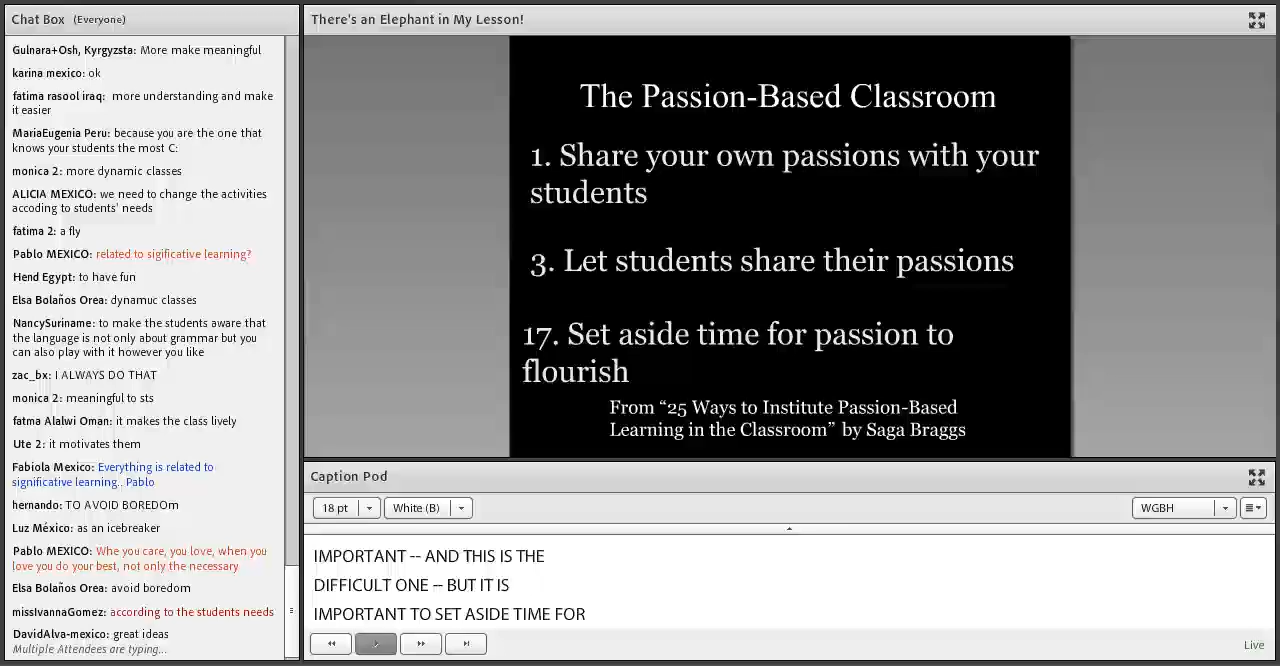 Chat Box (Everyone)
Gulnara+Osh, Kyrgyzsta: More make meaningful
karina mexico: ok
fatima rasool iraq: more understanding and make
it easier
MariaEugenia Peru: because you are the one that
knows your students the most C:
monica 2: more dynamic classes
ALICIA MEXICO: we need to change the activities
accoding to students' needs
fatima 2: a fly
Pablo MEXICO: related to sigificative learning?
Hend Egypt: to have fun
Elsa Bolaños Orea: dynamuc classes
NancySuriname: to make the students aware that
the language is not only about grammar but you
can also play with it however you like
zac_bx: I ALWAYS DO THAT
monica 2: meaningful to sts
fatma Alalwi Oman: it makes the class lively
Ute 2: it motivates them
Fabiola Mexico: Everything is related to
significative learning.. Pablo
hernando: TO AVOID BOREDOm
Luz México: as an icebreaker
Pablo MEXICO: Whe you care, you love, when you
love you do your best, not only the necessary
Elsa Bolaños Orea: avoid boredom
missIvannaGomez: according to the students needs
DavidAlva-mexico: great ideas
Multiple Attendees are typing...
There's an Elephant in My Lesson!
The Passion-Based Classroom
1. Share your own passions with your
students
3. Let students share their passions
17. Set aside time for passion to
flourish
From “25 Ways to Institute Passion-Based
Learning in the Classroom” by Saga Braggs
Caption Pod
18 pt White (B) WGBH
IMPORTANT -- AND THIS IS THE
DIFFICULT ONE -- BUT IT IS
IMPORTANT TO SET ASIDE TIME FOR
Live